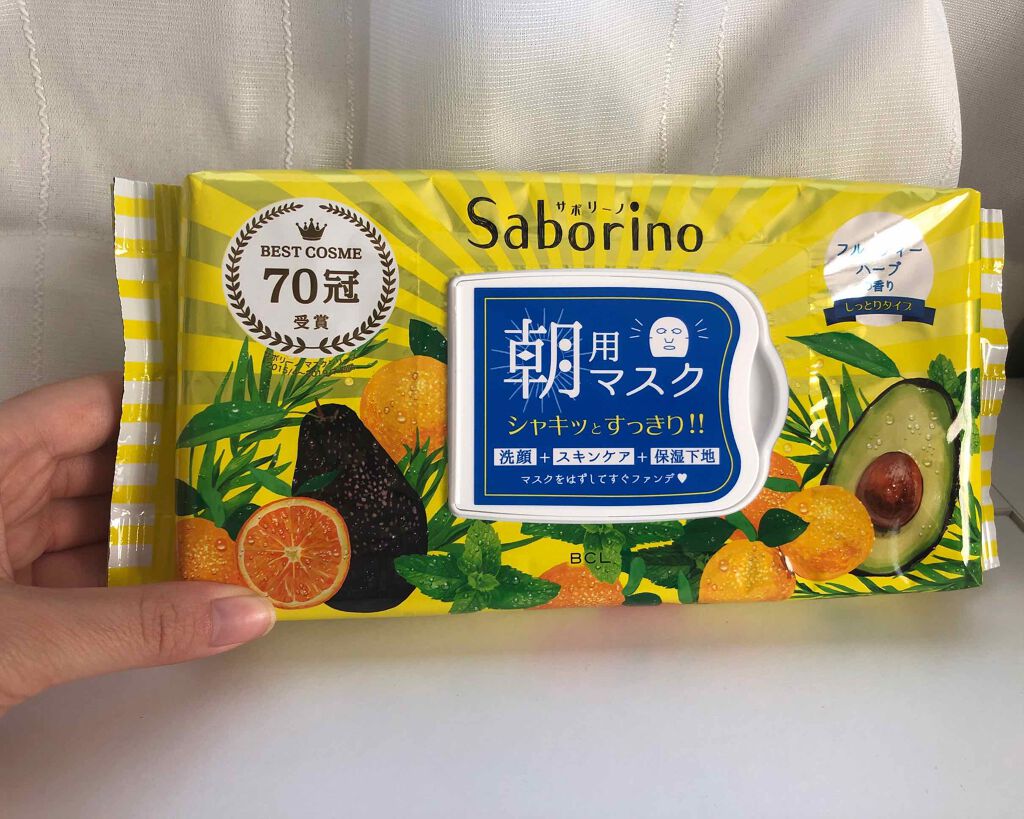 サボリーノ
Saborino
BEST COSME
70冠
受賞
フルーティー
ハーブ
の香り
しっとりタイプ
朝用
マスク
シャキッとすっきり!!
洗顔+スキンケア+保湿下地
マスクをはずしてすぐファンデ♥
BCL